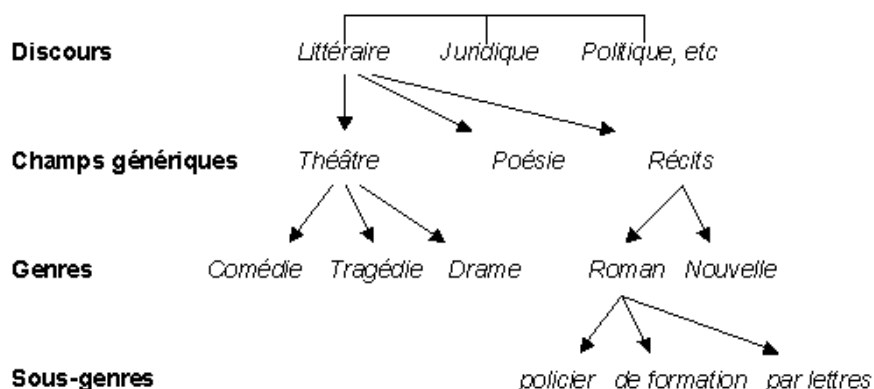 Discours Littéraire Juridique Politique, etc
Champs génériques Théâtre Poésie Récits
Genres Comédie Tragédie Drame Roman Nouvelle
Sous-genres policier de formation par lettres